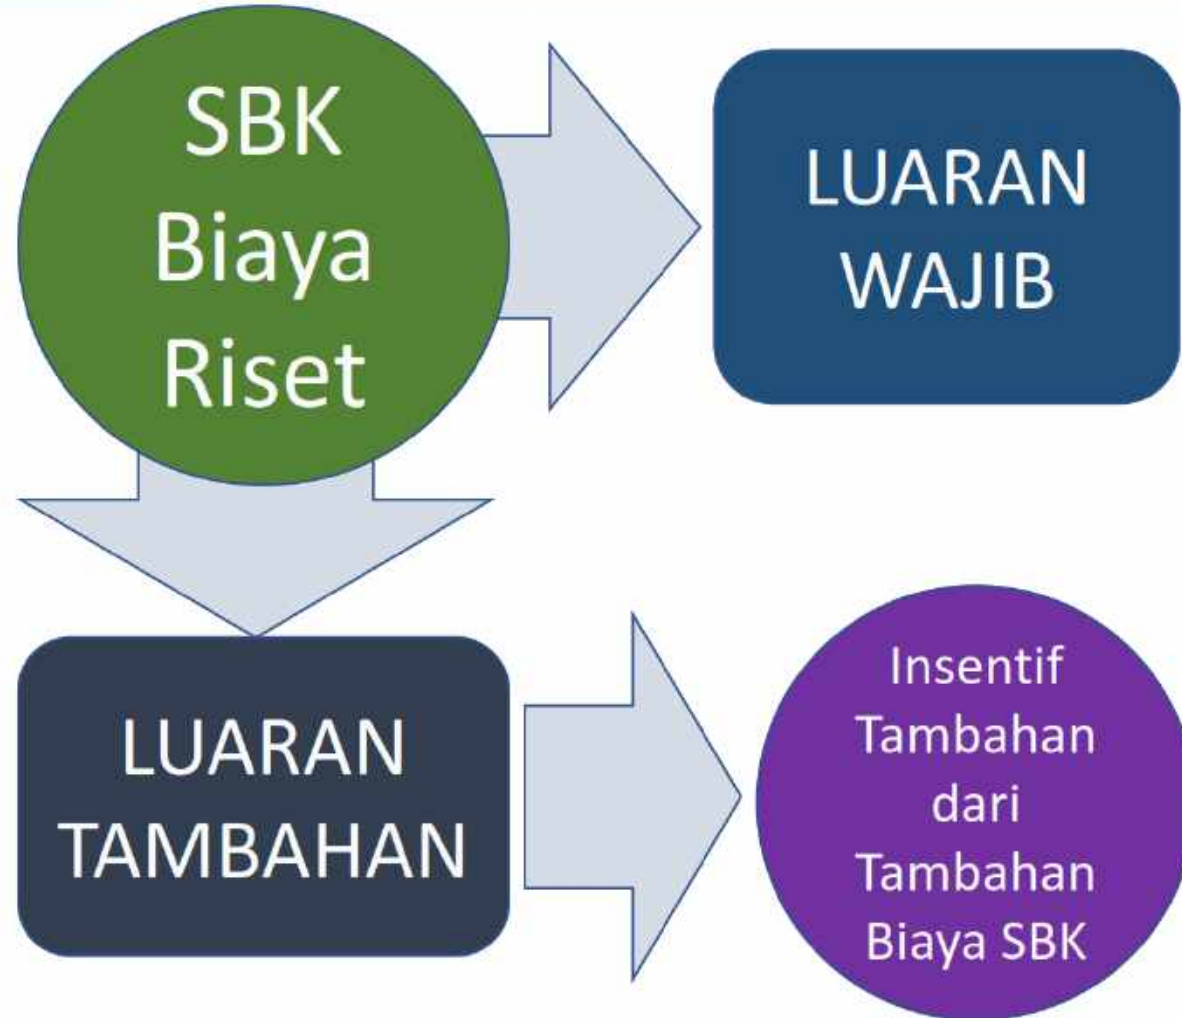 SBK
Biaya
Riset
LUARAN
WAJIB
LUARAN
TAMBAHAN
Insentif
Tambahan
dari
Tambahan
Biaya SBK